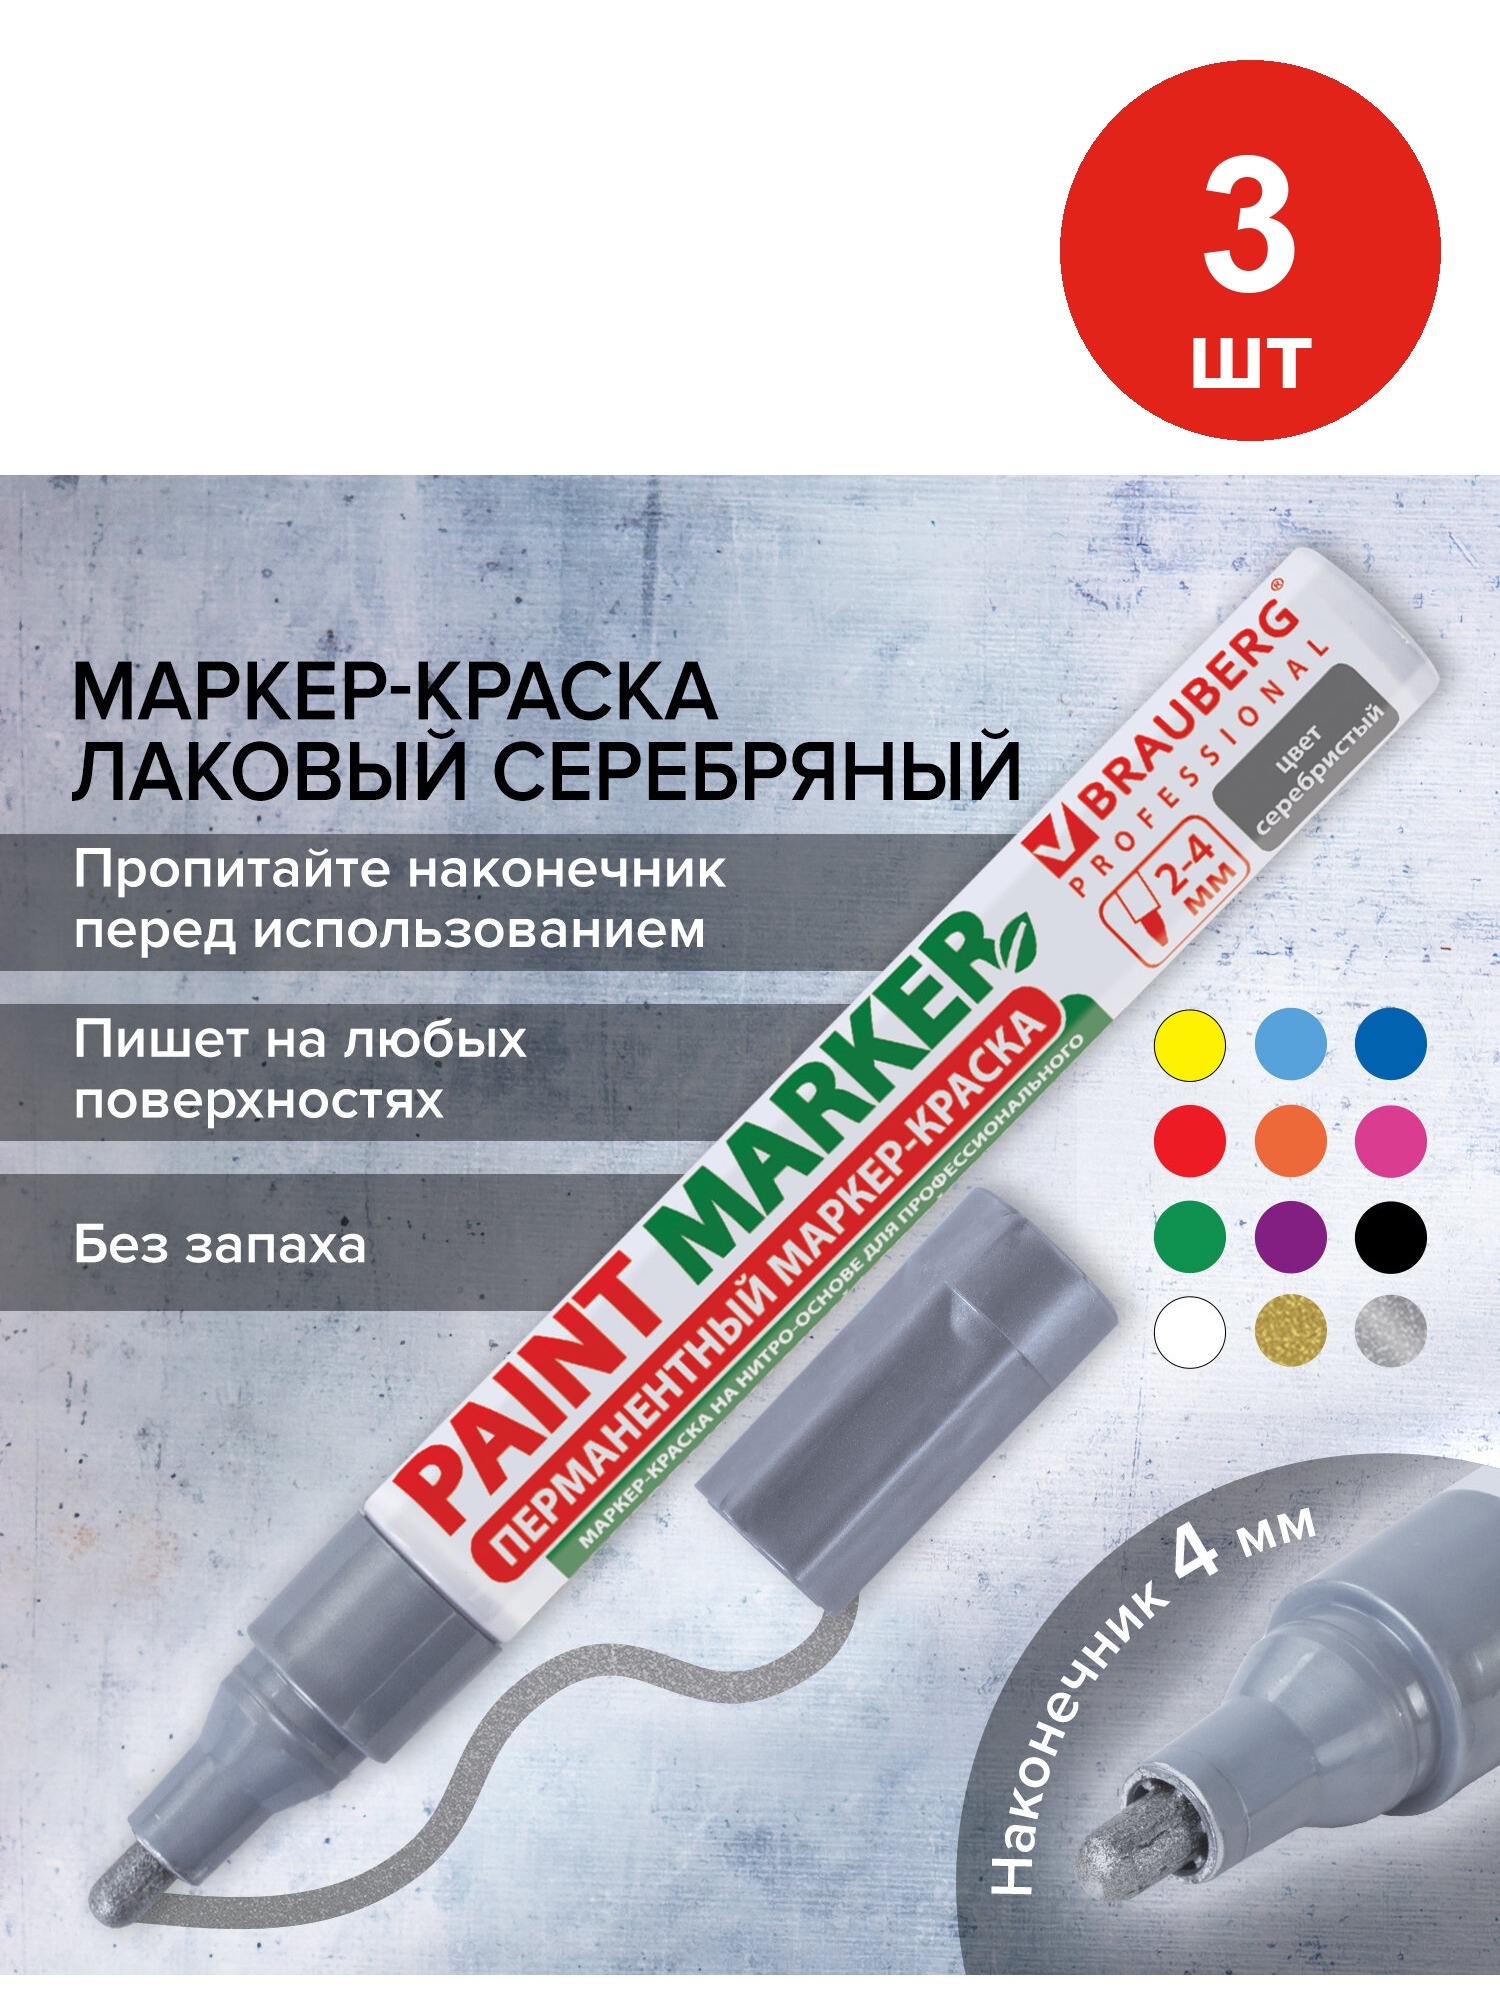 3
шт
МАРКЕР-КРАСКА
ЛАКОВЫЙ СЕРЕБРЯНЫЙ
Пропитайте наконечник
перед использованием
Пишет на любых
поверхностях
Без запаха
BRAUBERG®
PROFESSIONAL
цвет
серебристый
2-4
мм
PAINT MARKER
ПЕРМАНЕНТНЫЙ МАРКЕР-КРАСКА
МАРКЕР-КРАСКА НА НИТРО-ОСНОВЕ ДЛЯ ПРОФЕССИОНАЛЬНОГО
Наконечник 4 мм